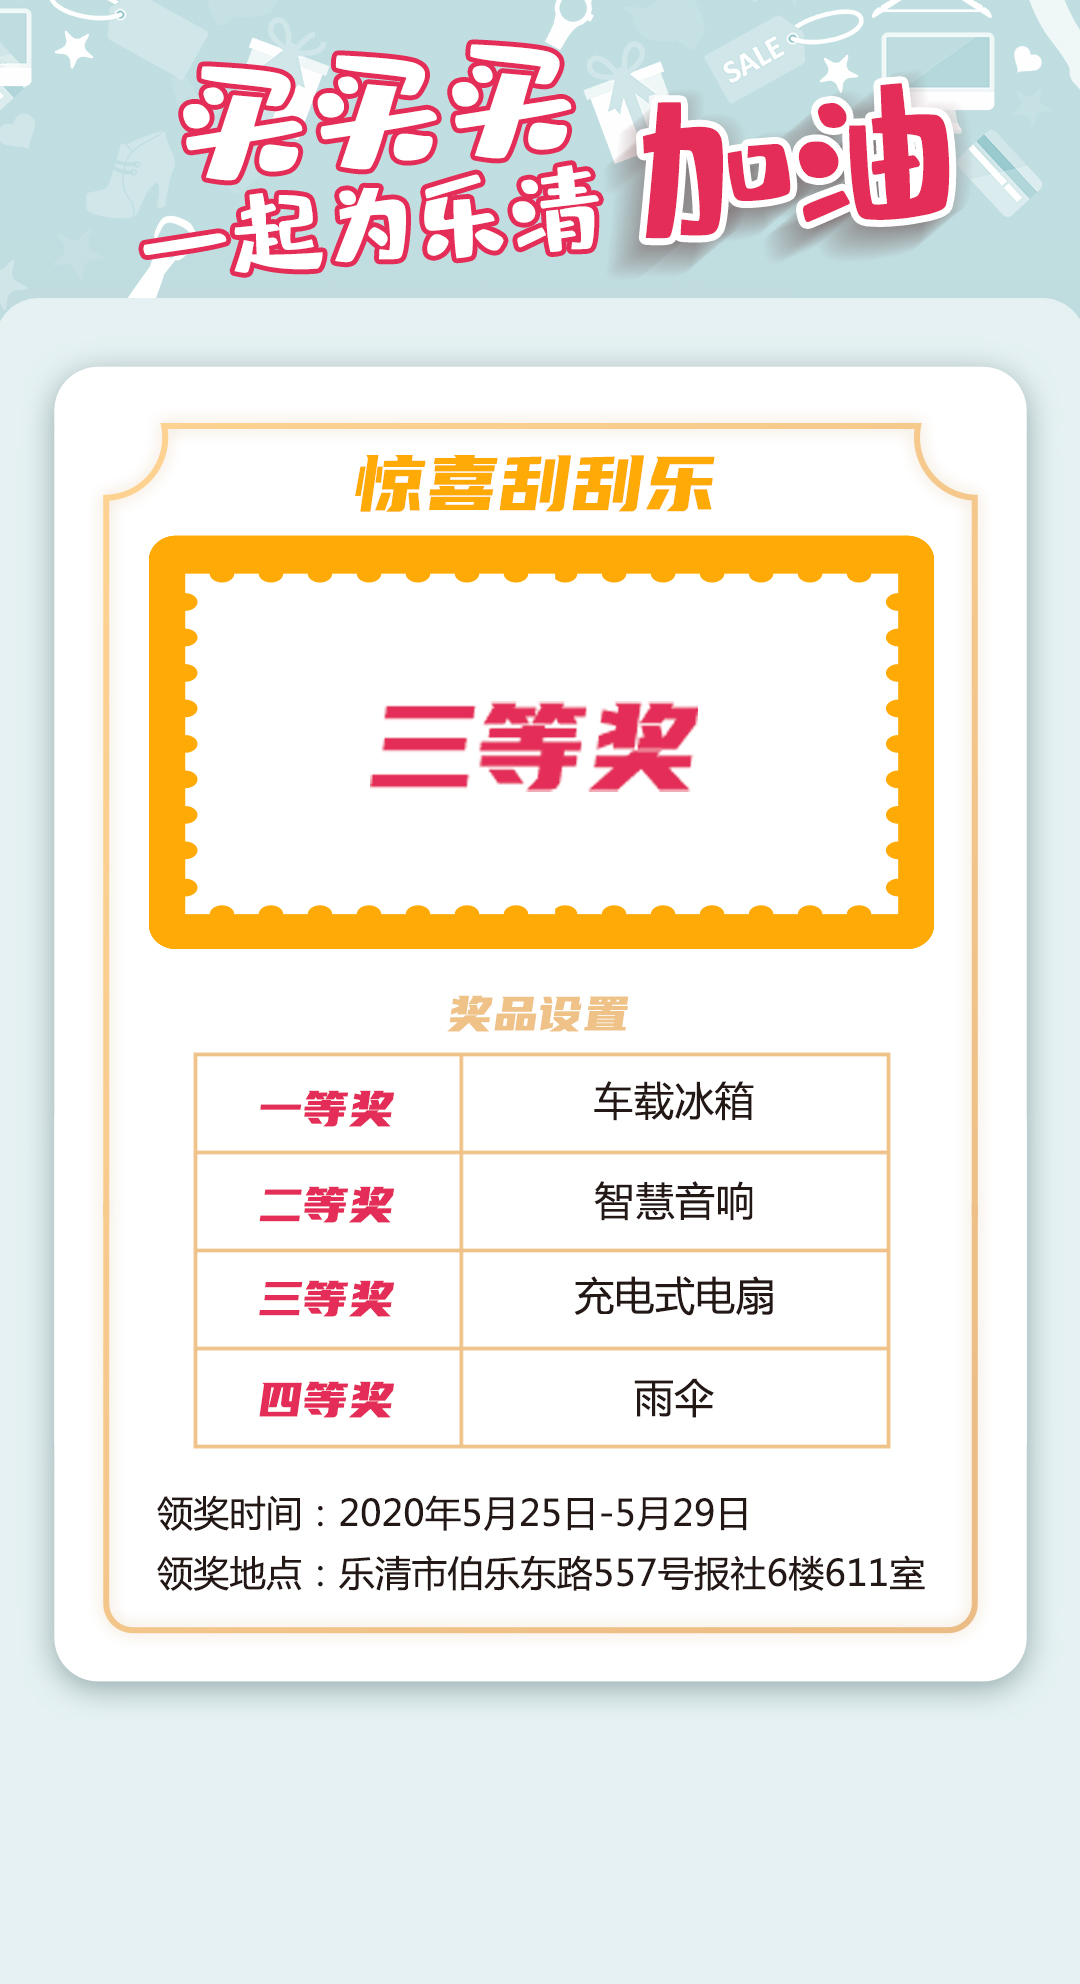 买买买
一起为乐清
加油
SALE
惊喜刮刮乐
三等奖
奖品设置
一等奖 车载冰箱
二等奖 智慧音响
三等奖 充电式电扇
四等奖 雨伞
领奖时间：2020年5月25日-5月29日
领奖地点：乐清市伯乐东路557号报社6楼611室